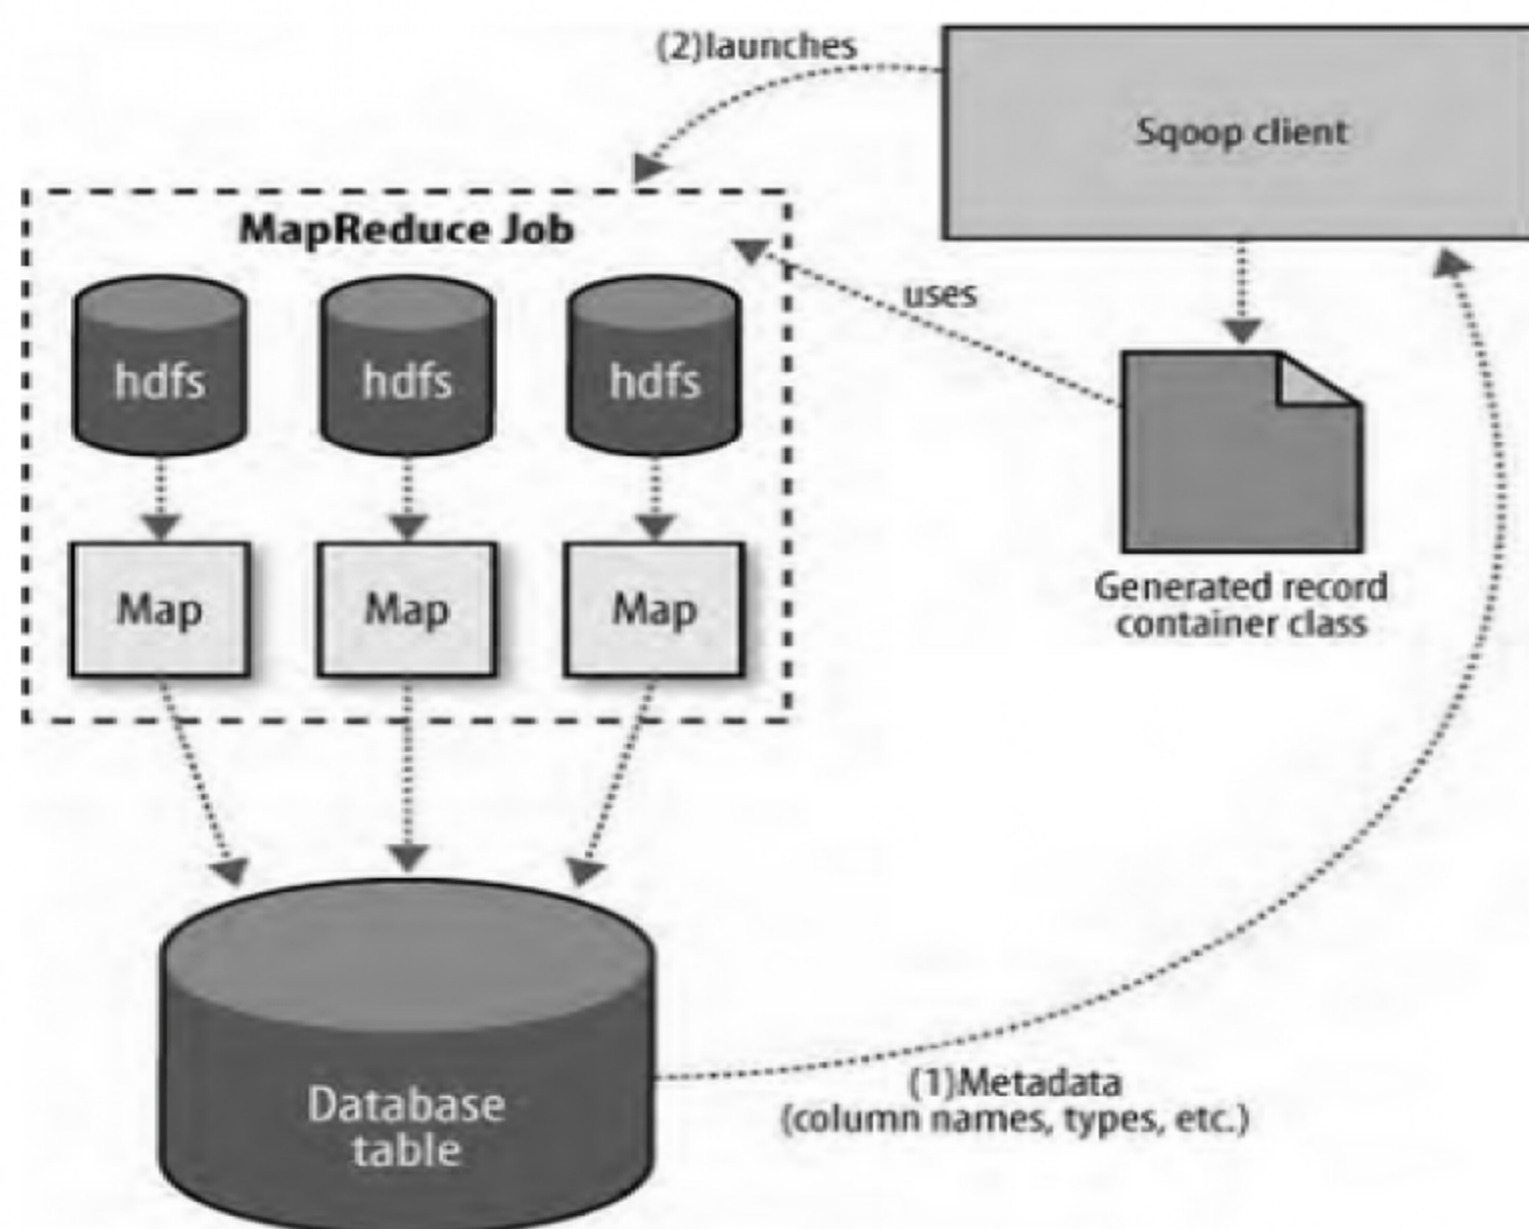 (2)launches
Sqoop client
MapReduce Job
uses
hdfs
hdfs
hdfs
Map
Map
Map
Generated record
container class
Database
table
(1)Metadata
(column names, types, etc.)